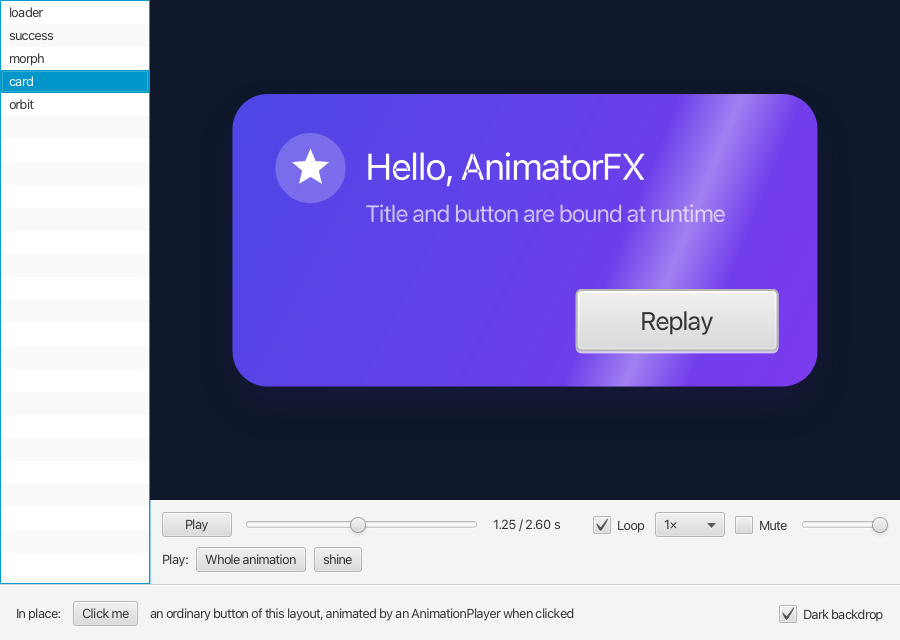 loader
success
morph
card
orbit
Hello, AnimatorFX
Title and button are bound at runtime
Replay
Play 1.25 / 2.60 s Loop 1× Mute
Play: Whole animation shine
In place: Click me an ordinary button of this layout, animated by an AnimationPlayer when clicked Dark backdrop